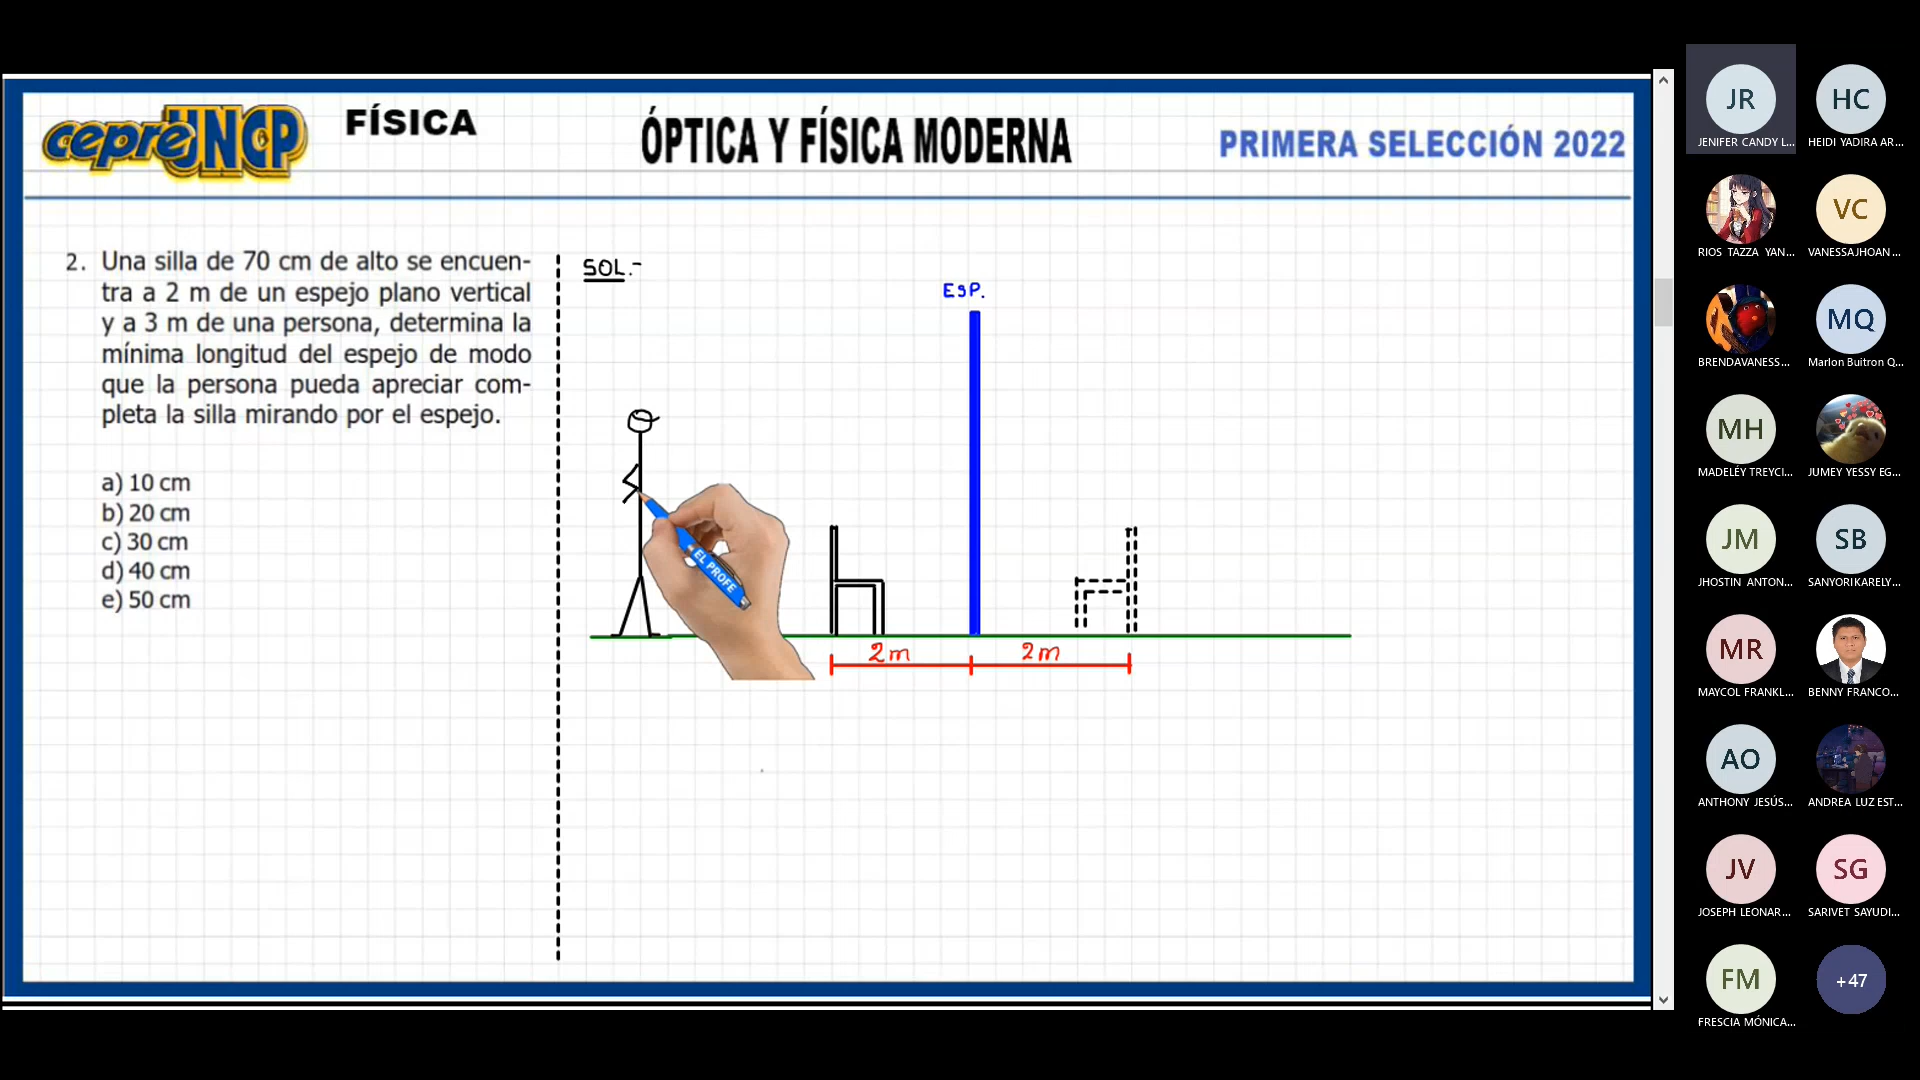 cepreUNCP
FÍSICA
ÓPTICA Y FÍSICA MODERNA
PRIMERA SELECCIÓN 2022
2. Una silla de 70 cm de alto se encuen-
tra a 2 m de un espejo plano vertical
y a 3 m de una persona, determina la
mínima longitud del espejo de modo
que la persona pueda apreciar com-
pleta la silla mirando por el espejo.
a) 10 cm
b) 20 cm
c) 30 cm
d) 40 cm
e) 50 cm
SOL.-
ESP.
EL PROFE
2m
2m
JR
JENIFER CANDY L...
HC
HEIDI YADIRA AR...
RIOS TAZZA YAN...
VC
VANESSAJHOAN...
BRENDAVANESS...
MQ
Marlon Buitron Q...
MH
MADELÉY TREYCI...
JUMEY YESSY EG...
JM
JHOSTIN ANTON...
SB
SANYORIKARELY...
MR
MAYCOL FRANKL...
BENNY FRANCO...
AO
ANTHONY JESÚS...
ANDREA LUZ EST...
JV
JOSEPH LEONAR...
SG
SARIVET SAYUDI...
FM
FRESCIA MÓNICA...
+47